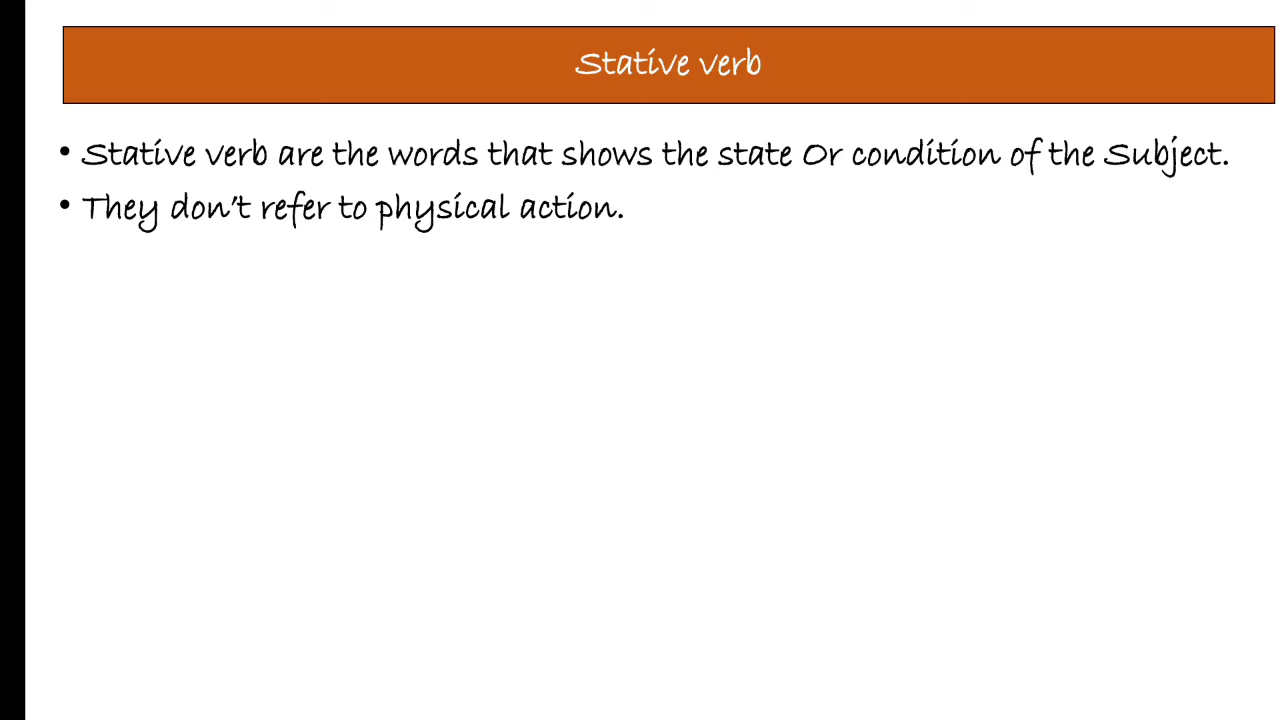 Stative verb
• Stative verb are the words that shows the state Or condition of the Subject.
• They don't refer to physical action.